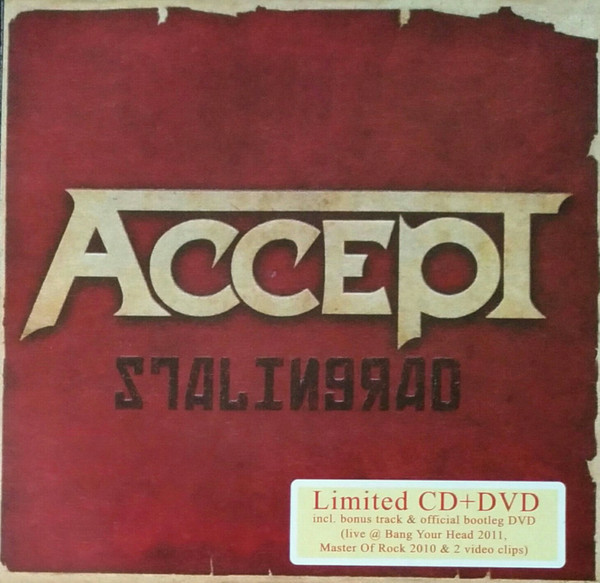 ACCEPT
STALINGRAD
Limited CD+DVD
incl. bonus track & official bootleg DVD
(live @ Bang Your Head 2011,
Master Of Rock 2010 & 2 video clips)